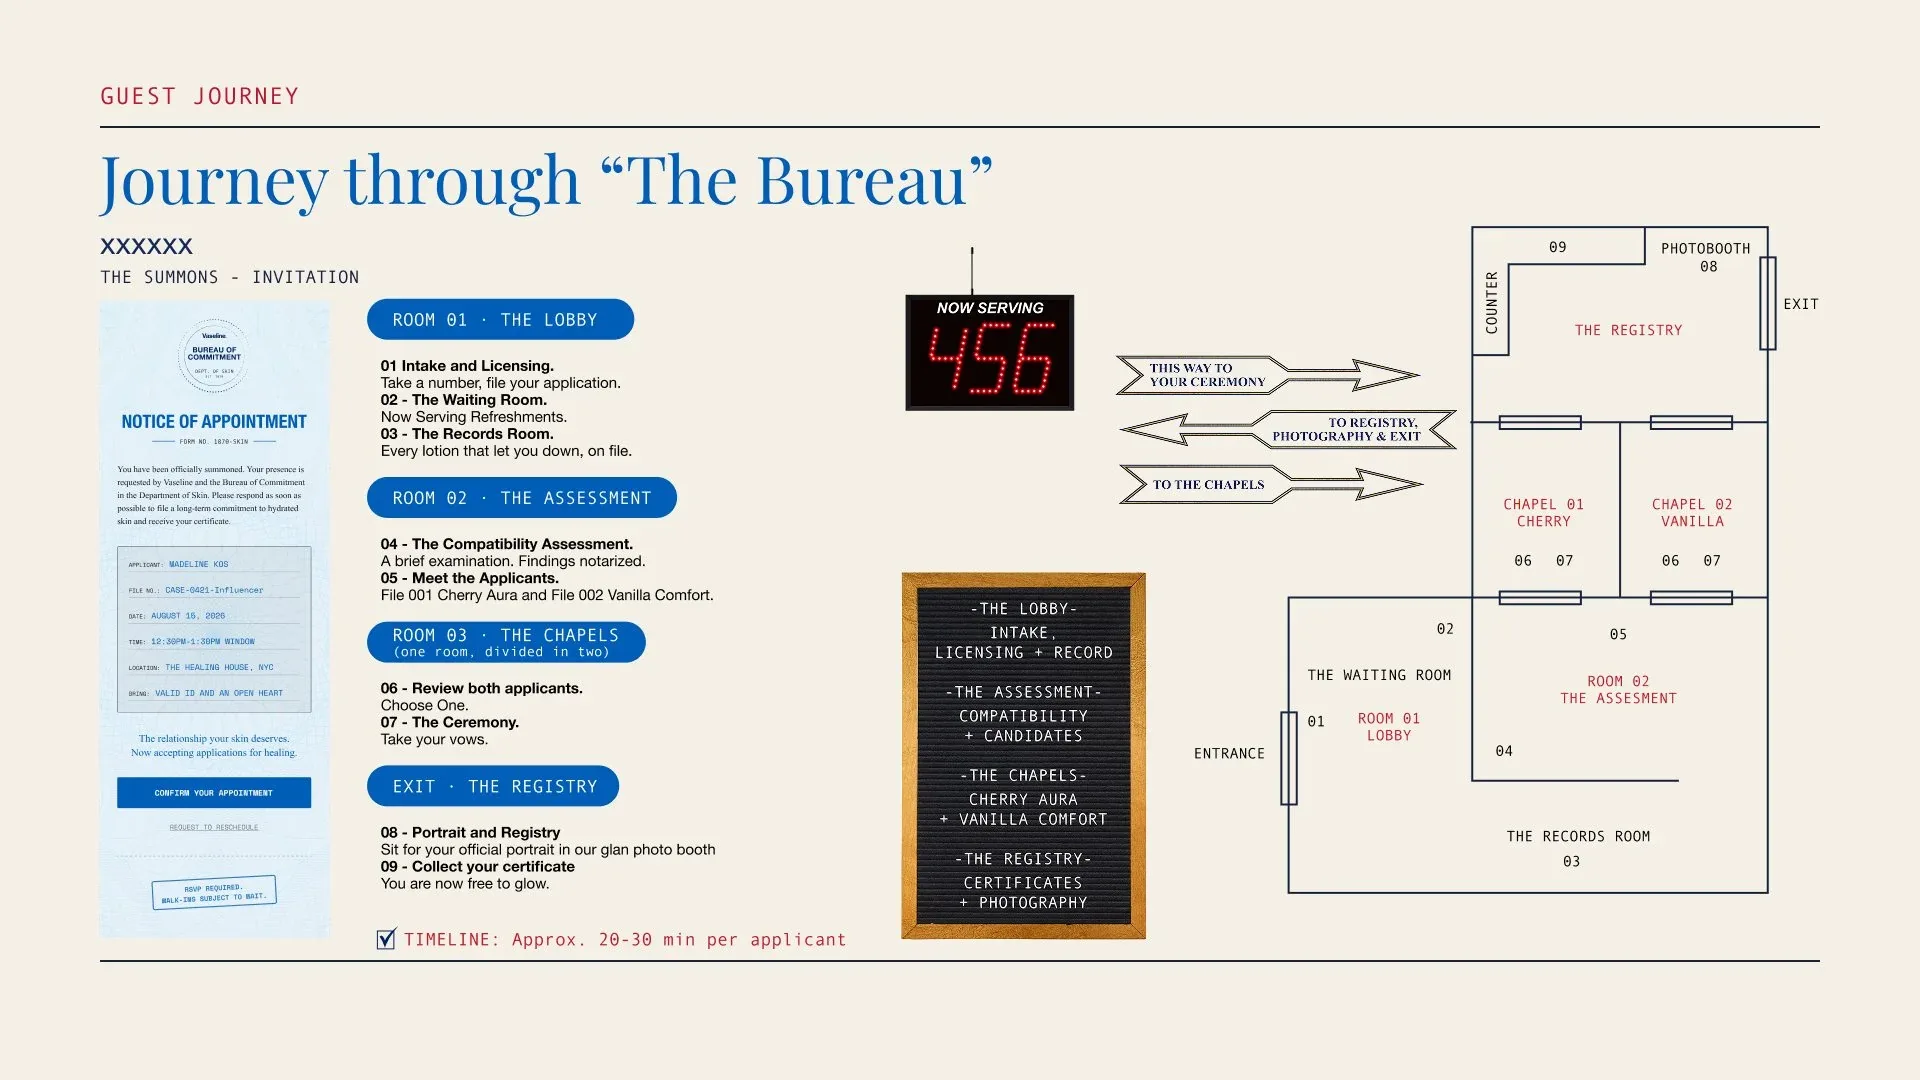 GUEST JOURNEY
Journey through “The Bureau”
XXXXXX
THE SUMMONS - INVITATION
Vaseline
BUREAU OF
COMMITMENT
DEPT. OF SKIN
NOTICE OF APPOINTMENT
FORM NO. 1870-SKIN
You have been officially summoned. Your presence is
requested by Vaseline and the Bureau of Commitment
in the Department of Skin. Please respond as soon as
possible to file a long-term commitment to hydrated
skin and receive your certificate.
APPLICANT: MADELINE KOS
FILE NO.: CASE-0421-Influencer
DATE: AUGUST 15, 2026
TIME: 12:30PM-1:30PM WINDOW
LOCATION: THE HEALING HOUSE, NYC
BRING: VALID ID AND AN OPEN HEART
The relationship your skin deserves.
Now accepting applications for healing.
CONFIRM YOUR APPOINTMENT
REQUEST TO RESCHEDULE
RSVP REQUIRED.
WALK-INS SUBJECT TO WAIT.
ROOM 01 · THE LOBBY
01 Intake and Licensing.
Take a number, file your application.
02 - The Waiting Room.
Now Serving Refreshments.
03 - The Records Room.
Every lotion that let you down, on file.
ROOM 02 · THE ASSESSMENT
04 - The Compatibility Assessment.
A brief examination. Findings notarized.
05 - Meet the Applicants.
File 001 Cherry Aura and File 002 Vanilla Comfort.
ROOM 03 · THE CHAPELS
(one room, divided in two)
06 - Review both applicants.
Choose One.
07 - The Ceremony.
Take your vows.
EXIT · THE REGISTRY
08 - Portrait and Registry
Sit for your official portrait in our glan photo booth
09 - Collect your certificate
You are now free to glow.
TIMELINE: Approx. 20-30 min per applicant
NOW SERVING
456
THIS WAY TO
YOUR CEREMONY
TO REGISTRY,
PHOTOGRAPHY & EXIT
TO THE CHAPELS
-THE LOBBY-
INTAKE,
LICENSING + RECORD
-THE ASSESSMENT-
COMPATIBILITY
+ CANDIDATES
-THE CHAPELS-
CHERRY AURA
+ VANILLA COMFORT
-THE REGISTRY-
CERTIFICATES
+ PHOTOGRAPHY
09
PHOTOBOOTH
08
COUNTER
EXIT
THE REGISTRY
CHAPEL 01
CHERRY
06 07
CHAPEL 02
VANILLA
06 07
02
05
THE WAITING ROOM
ROOM 02
THE ASSESMENT
01
ROOM 01
LOBBY
ENTRANCE
04
THE RECORDS ROOM
03